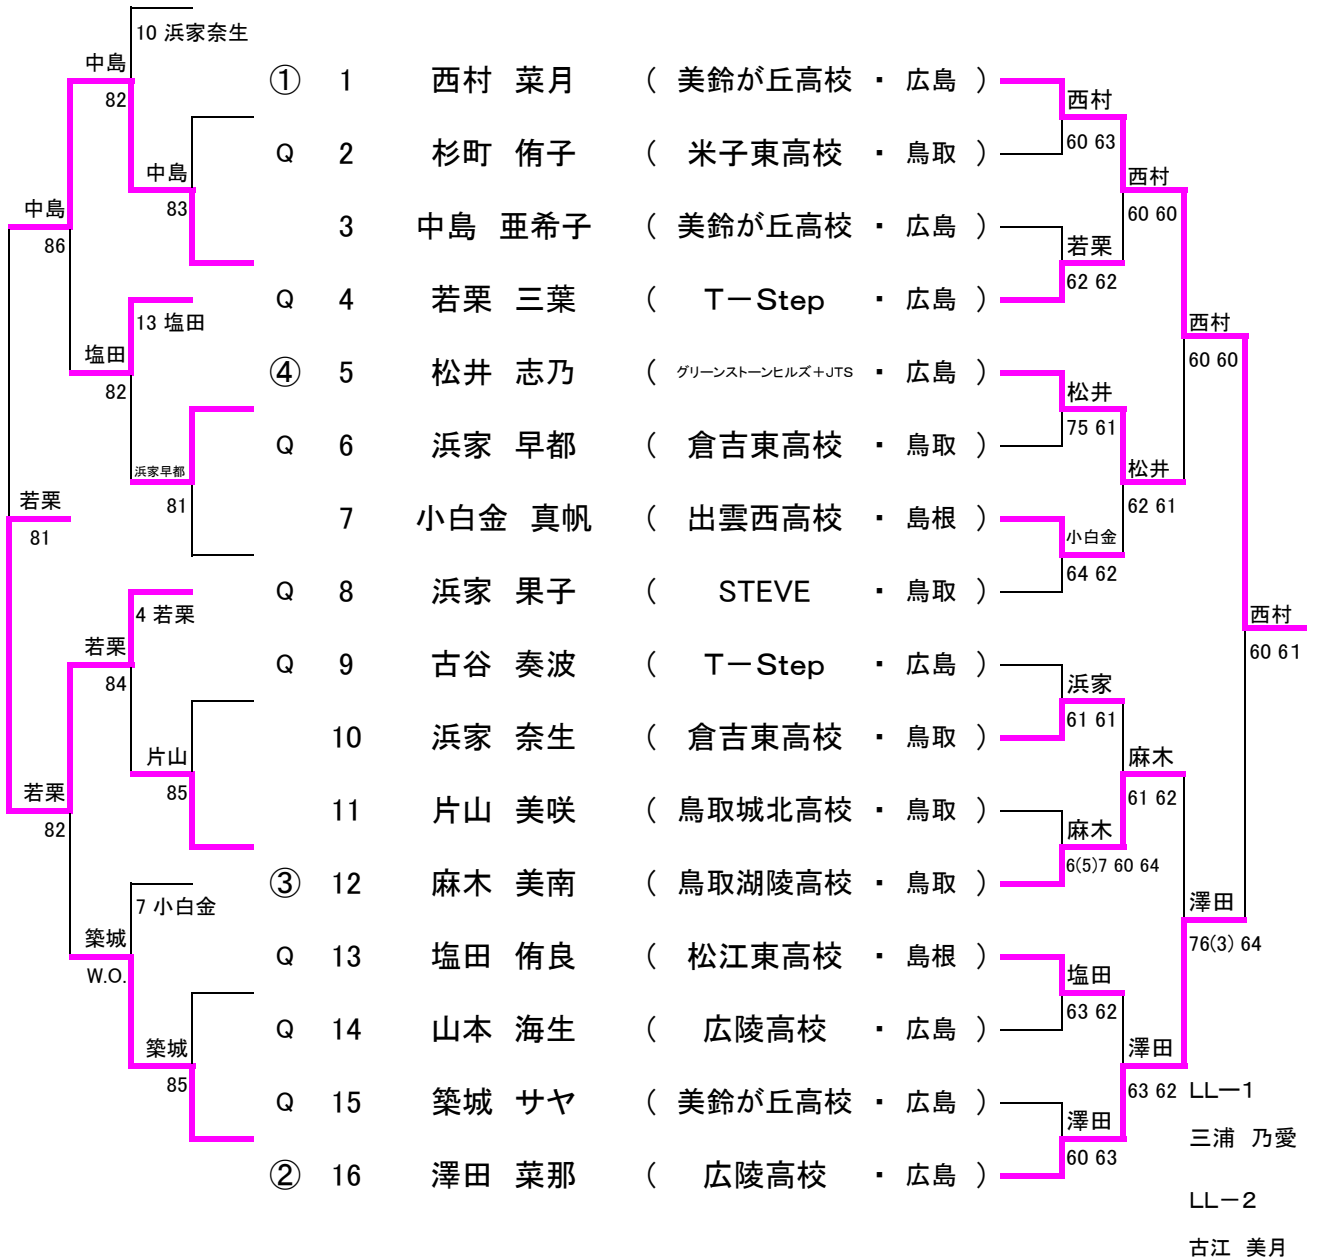 10 浜家奈生
中島
82
中島
83
中島
86
13 塩田
塩田
82
浜家早都
81
若栗
81
4 若栗
若栗
84
片山
85
若栗
82
7 小白金
築城
W.O.
築城
85
① 1 西村 菜月 ( 美鈴が丘高校 ・ 広島 )
Q 2 杉町 侑子 ( 米子東高校 ・ 鳥取 )
3 中島 亜希子 ( 美鈴が丘高校 ・ 広島 )
Q 4 若栗 三葉 ( T－Step ・ 広島 )
④ 5 松井 志乃 ( グリーンストーンヒルズ+JTS ・ 広島 )
Q 6 浜家 早都 ( 倉吉東高校 ・ 鳥取 )
7 小白金 真帆 ( 出雲西高校 ・ 島根 )
Q 8 浜家 果子 ( STEVE ・ 鳥取 )
Q 9 古谷 奏波 ( T－Step ・ 広島 )
10 浜家 奈生 ( 倉吉東高校 ・ 鳥取 )
11 片山 美咲 ( 鳥取城北高校 ・ 鳥取 )
③ 12 麻木 美南 ( 鳥取湖陵高校 ・ 鳥取 )
Q 13 塩田 侑良 ( 松江東高校 ・ 島根 )
Q 14 山本 海生 ( 広陵高校 ・ 広島 )
Q 15 築城 サヤ ( 美鈴が丘高校 ・ 広島 )
② 16 澤田 菜那 ( 広陵高校 ・ 広島 )
西村
60 63
西村
60 60
若栗
62 62
西村
60 60
松井
75 61
松井
62 61
小白金
64 62
西村
60 61
浜家
61 61
麻木
61 62
麻木
6(5)7 60 64
澤田
76(3) 64
塩田
63 62
澤田
63 62
澤田
60 63
LL－1
三浦 乃愛
LL－2
古江 美月